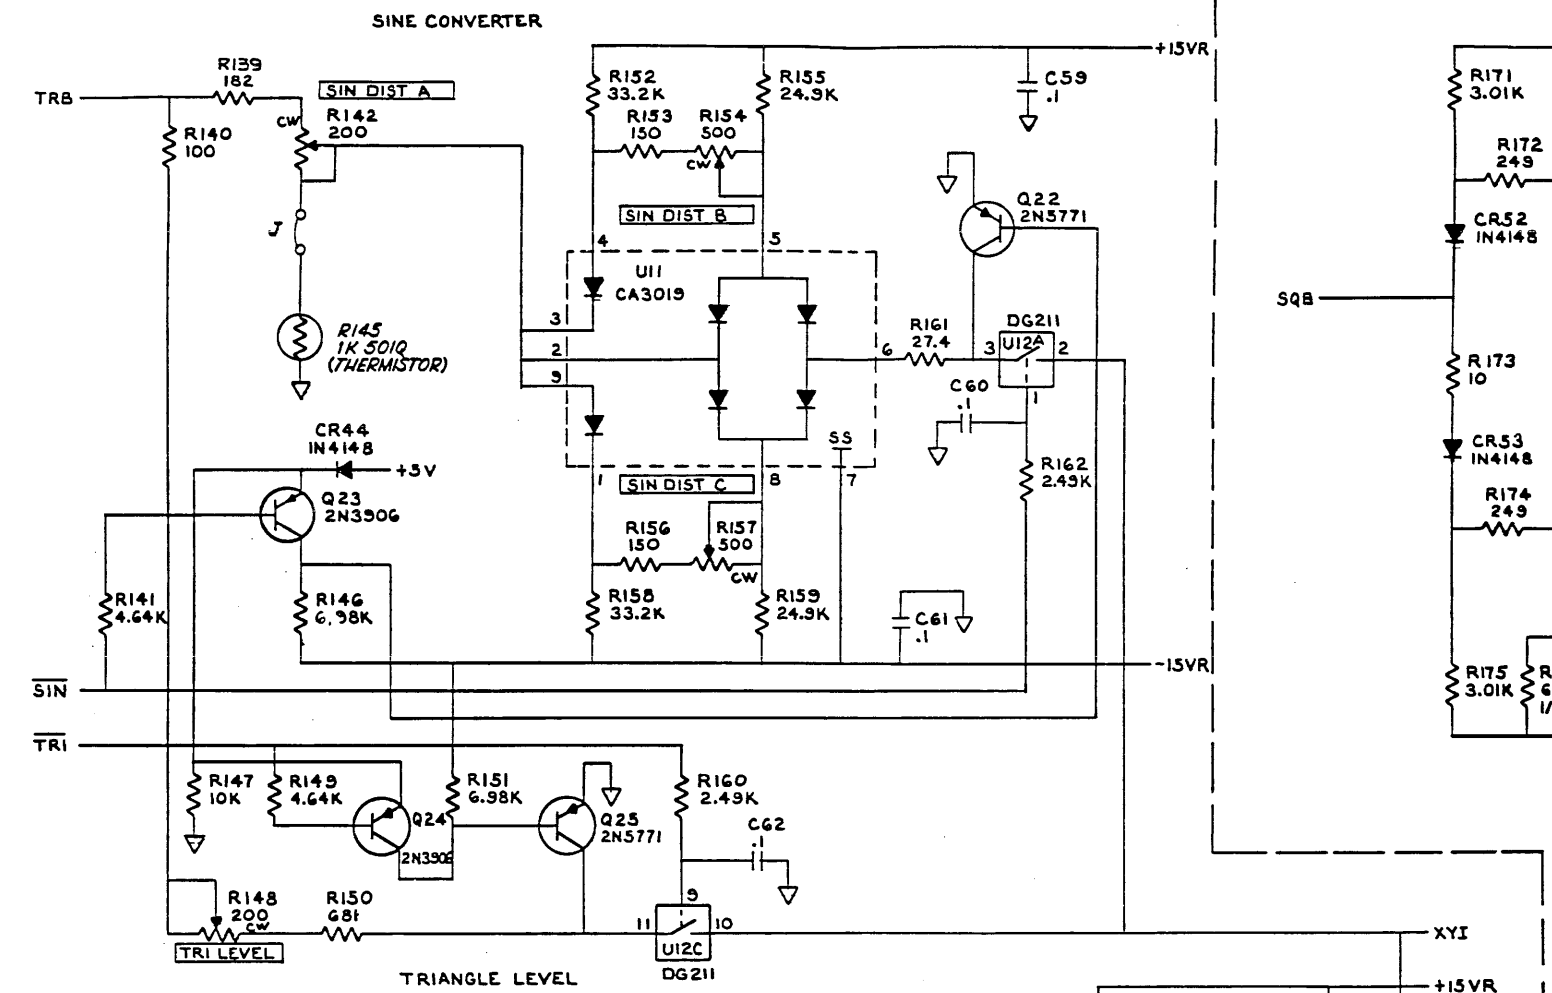 SINE CONVERTER
+15VR
R139
182
SIN DIST A
TRB
CW
R142
200
R140
100
R152
33.2K
R155
24.9K
R153
150
R154
500
CW
C59
.1
SIN DIST B
Q22
2N5771
J
4
5
U11
CA3019
R145
1K 501Q
(THERMISTOR)
3
2
9
6
R161
27.4
DG211
U12A
3
2
1
C60
.1
SS
7
CR44
1N4148
+5V
Q23
2N3906
1
SIN DIST C
8
R162
2.49K
R156
150
R157
500
CW
R141
4.64K
R146
6.98K
R158
33.2K
R159
24.9K
C61
.1
-15VR
SIN
TRI
R147
10K
R149
4.64K
Q24
2N3906
R151
6.98K
Q25
2N5771
R160
2.49K
C62
.1
R148
200
CW
R150
681
TRI LEVEL
9
11
10
U12C
DG211
TRIANGLE LEVEL
XYI
+15VR
R171
3.01K
R172
249
CR52
1N4148
SQB
R173
10
CR53
1N4148
R174
249
R175
3.01K
R
6
1/